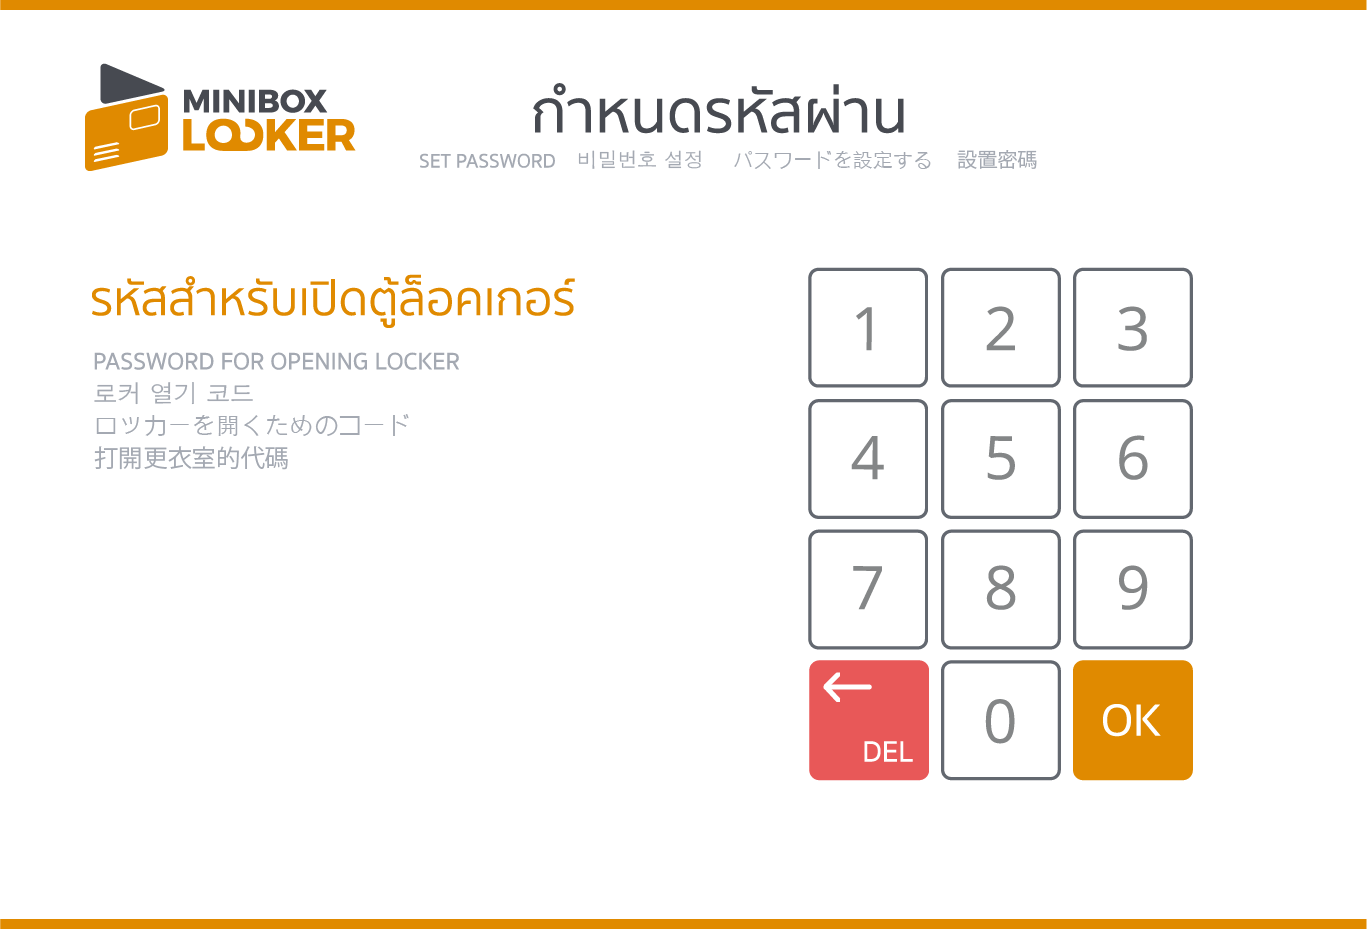 MINIBOX
LOOKER
กำหนดรหัสผ่าน
SET PASSWORD 비밀번호 설정 パスワードを設定する 設置密碼
รหัสสำหรับเปิดตู้ล็อคเกอร์
PASSWORD FOR OPENING LOCKER
로커 열기 코드
ロッカーを開くためのコード
打開更衣室的代碼
1 2 3
4 5 6
7 8 9
DEL 0 OK